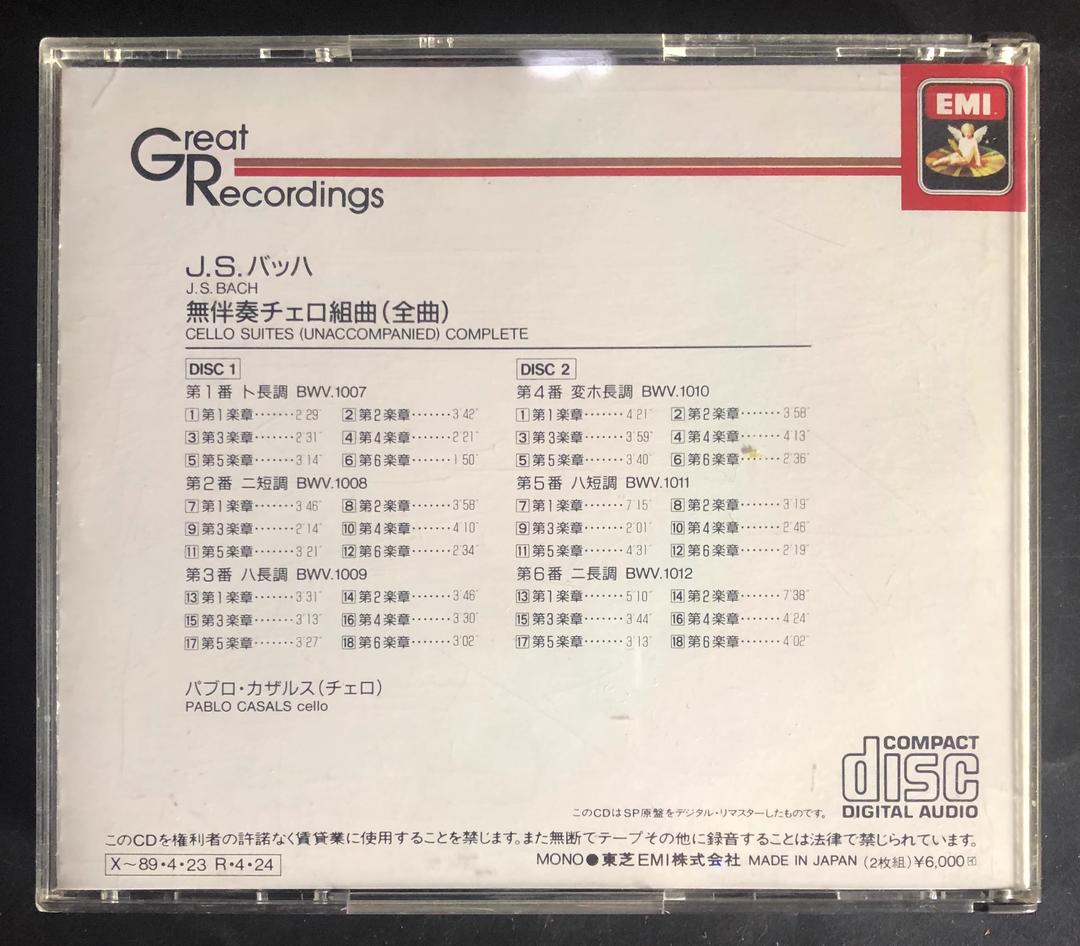 Great
Recordings
EMI
J.S.バッハ
J.S.BACH
無伴奏チェロ組曲(全曲)
CELLO SUITES (UNACCOMPANIED) COMPLETE
DISC 1
第1番 ト長調 BWV.1007
1 第1楽章·······2′29″ 2 第2楽章······3′42″
3 第3楽章·······2′31″ 4 第4楽章······2′21″
5 第5楽章·······3′14″ 6 第6楽章······1′50″
第2番 ニ短調 BWV.1008
7 第1楽章·······3′46″ 8 第2楽章······3′58″
9 第3楽章·······2′14″ 10 第4楽章······4′10″
11 第5楽章·······3′21″ 12 第6楽章······2′34″
第3番 ハ長調 BWV.1009
13 第1楽章·······3′31″ 14 第2楽章······3′46″
15 第3楽章·······3′13″ 16 第4楽章······3′30″
17 第5楽章·······3′27″ 18 第6楽章······3′02″
DISC 2
第4番 変ホ長調 BWV.1010
1 第1楽章·······4′21″ 2 第2楽章·······3′58″
3 第3楽章·······3′59″ 4 第4楽章·······4′13″
5 第5楽章·······3′40″ 6 第6楽章·······2′36″
第5番 ハ短調 BWV.1011
7 第1楽章·······7′15″ 8 第2楽章·······3′19″
9 第3楽章·······2′01″ 10 第4楽章·······2′46″
11 第5楽章·······4′31″ 12 第6楽章·······2′19″
第6番 ニ長調 BWV.1012
13 第1楽章·······5′10″ 14 第2楽章·······7′38″
15 第3楽章·······3′44″ 16 第4楽章·······4′24″
17 第5楽章·······3′13″ 18 第6楽章·······4′02″
パブロ・カザルス(チェロ)
PABLO CASALS cello
COMPACT
disc
DIGITAL AUDIO
このCDはSP原盤をデジタル・リマスターしたものです。
このCDを権利者の許諾なく賃貸業に使用することを禁じます。また無断でテープその他に録音することは法律で禁じられています。
X〜89・4・23 R・4・24
MONO●東芝EMI株式会社 MADE IN JAPAN (2枚組)¥6,000